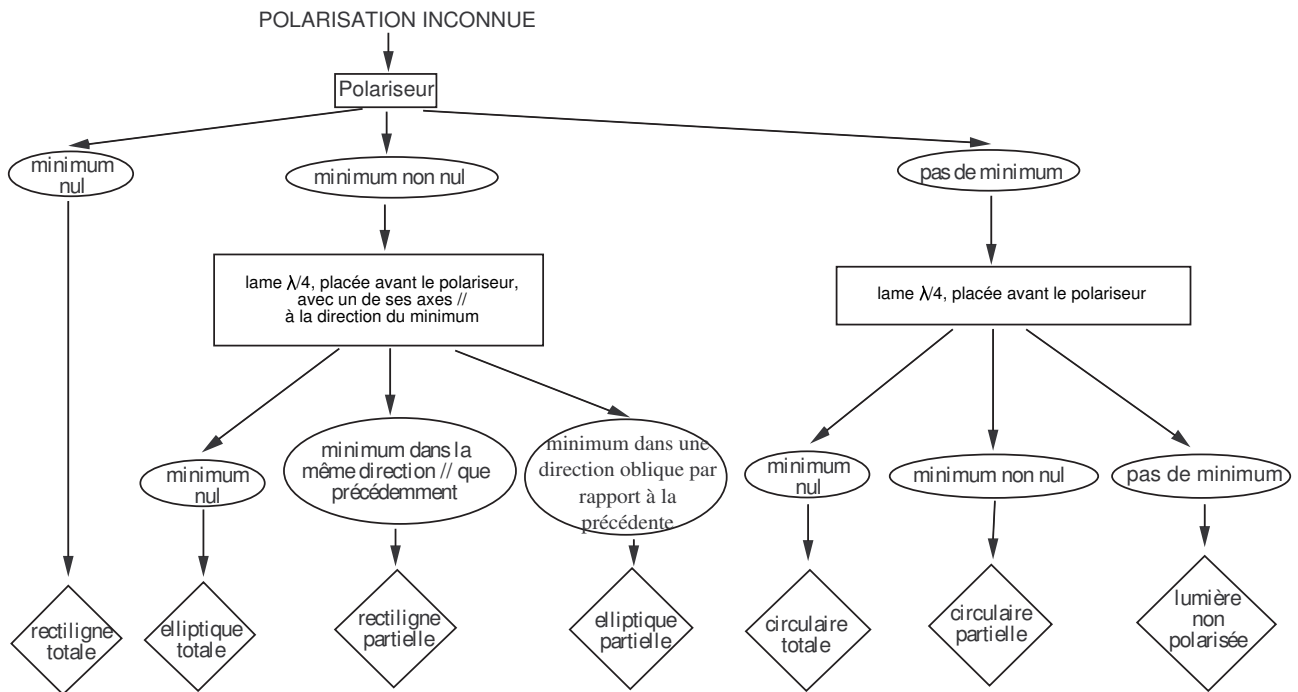 POLARISATION INCONNUE
Polariseur
minimum
nul
minimum non nul
pas de minimum
lame λ/4, placée avant le polariseur,
avec un de ses axes //
à la direction du minimum
lame λ/4, placée avant le polariseur
minimum
nul
minimum dans la
même direction // que
précédemment
minimum dans une
direction oblique par
rapport à la
précédente
minimum
nul
minimum non nul
pas de minimum
rectiligne
totale
elliptique
totale
rectiligne
partielle
elliptique
partielle
circulaire
totale
circulaire
partielle
lumière
non
polarisée